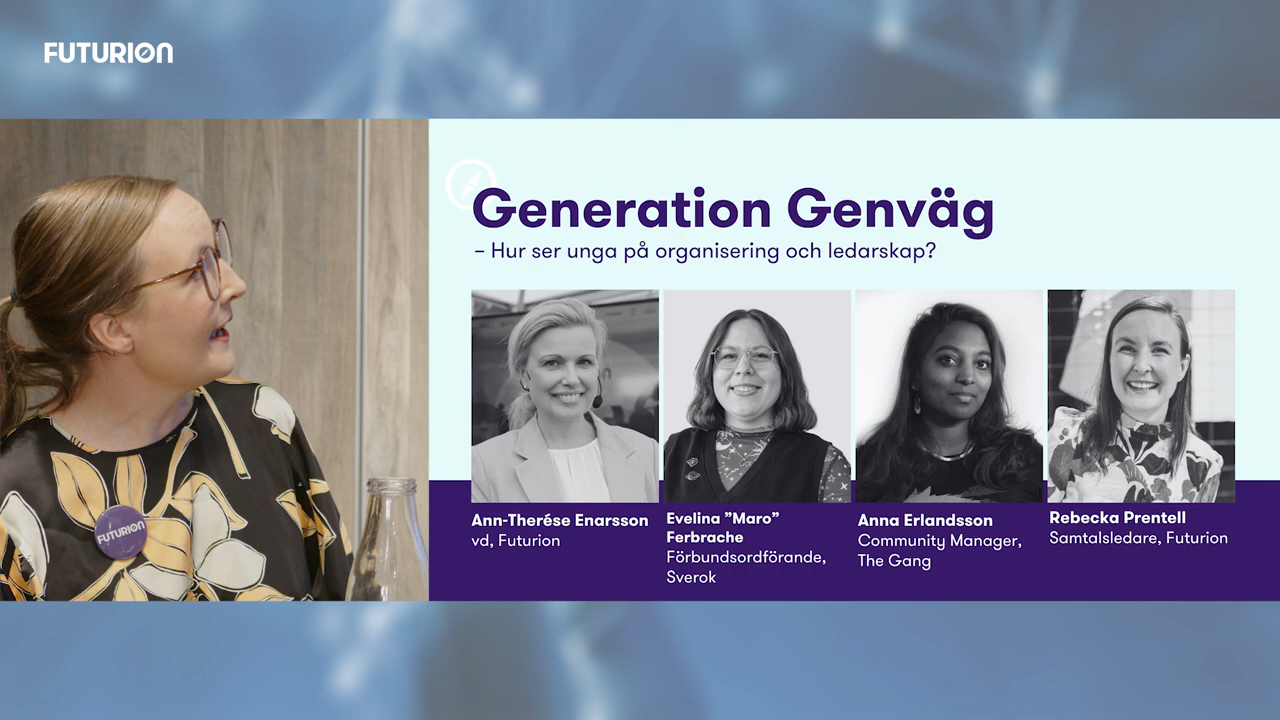 FUTURION
Generation Genväg
– Hur ser unga på organisering och ledarskap?
Ann-Therése Enarsson
vd, Futurion
Evelina ”Maro”
Ferbrache
Förbundsordförande,
Sverok
Anna Erlandsson
Community Manager,
The Gang
Rebecka Prentell
Samtalsledare, Futurion
FUTURION